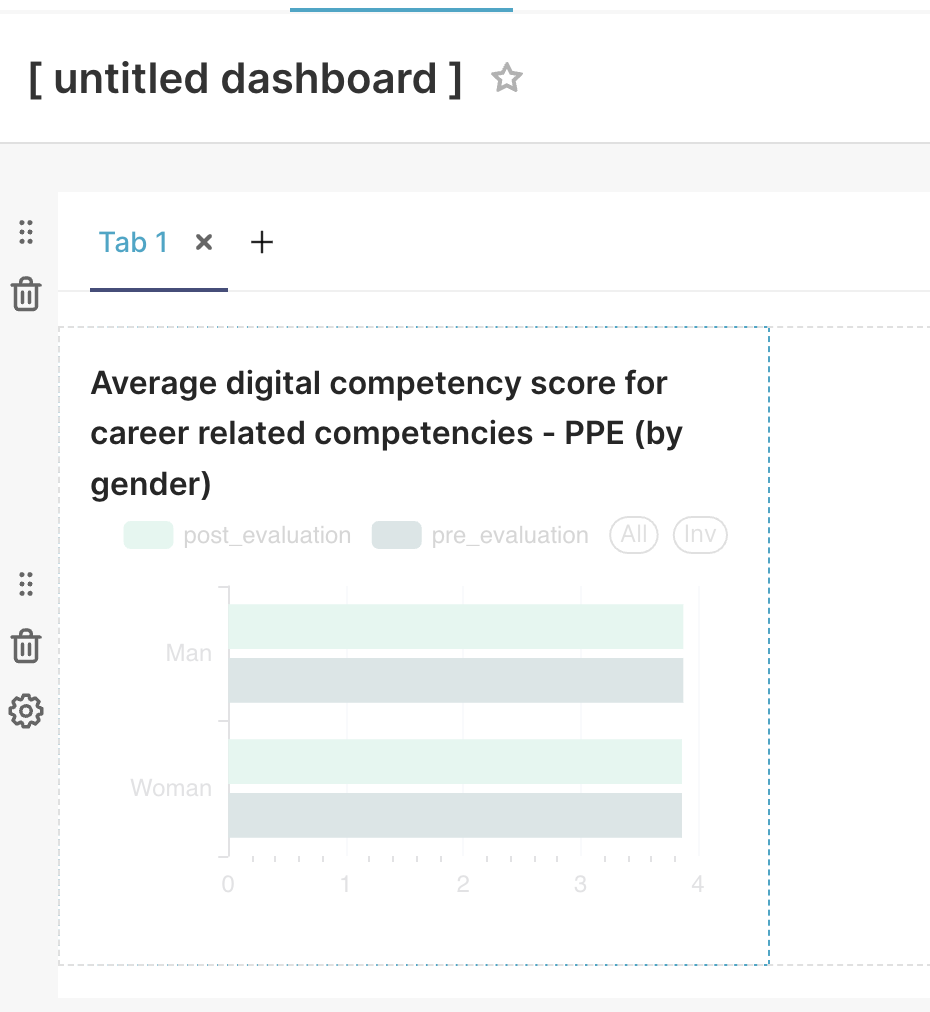 [ untitled dashboard ]
Tab 1
Average digital competency score for
career related competencies - PPE (by
gender)
post_evaluation pre_evaluation All Inv
Man
Woman
0 1 2 3 4